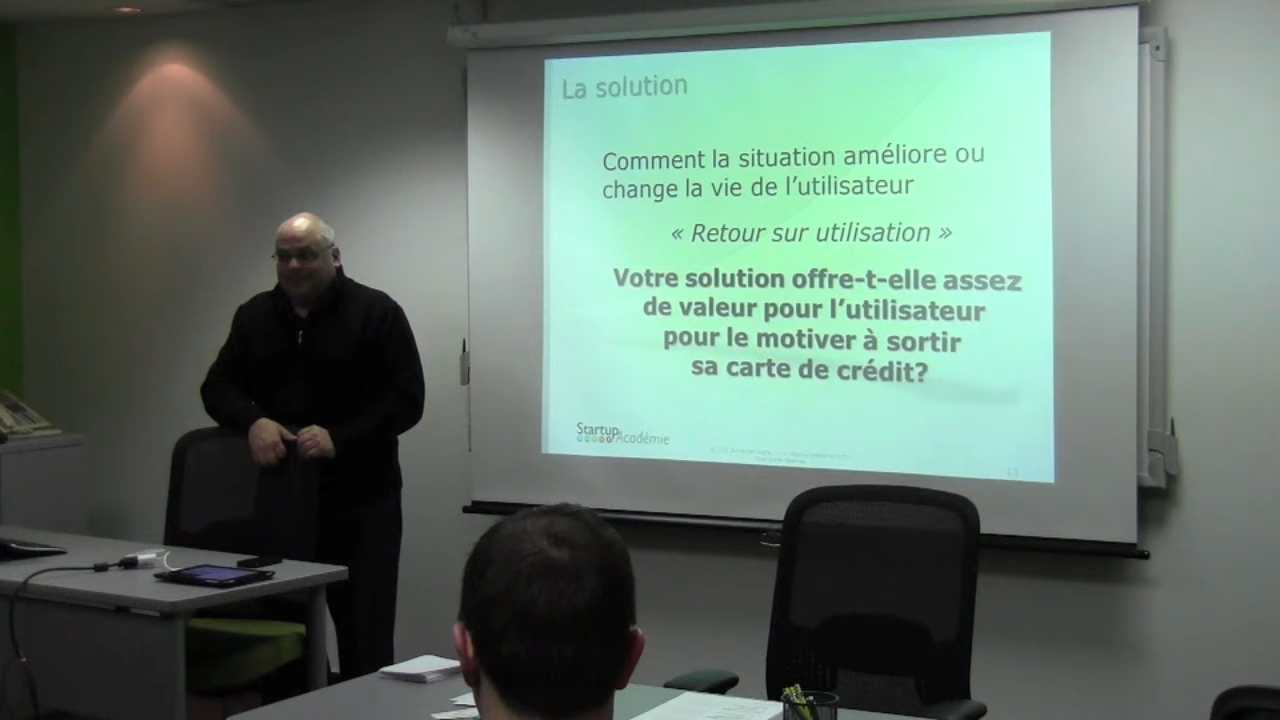 La solution
Comment la situation améliore ou
change la vie de l'utilisateur
« Retour sur utilisation »
Votre solution offre-t-elle assez
de valeur pour l'utilisateur
pour le motiver à sortir
sa carte de crédit?
Startup
Académie